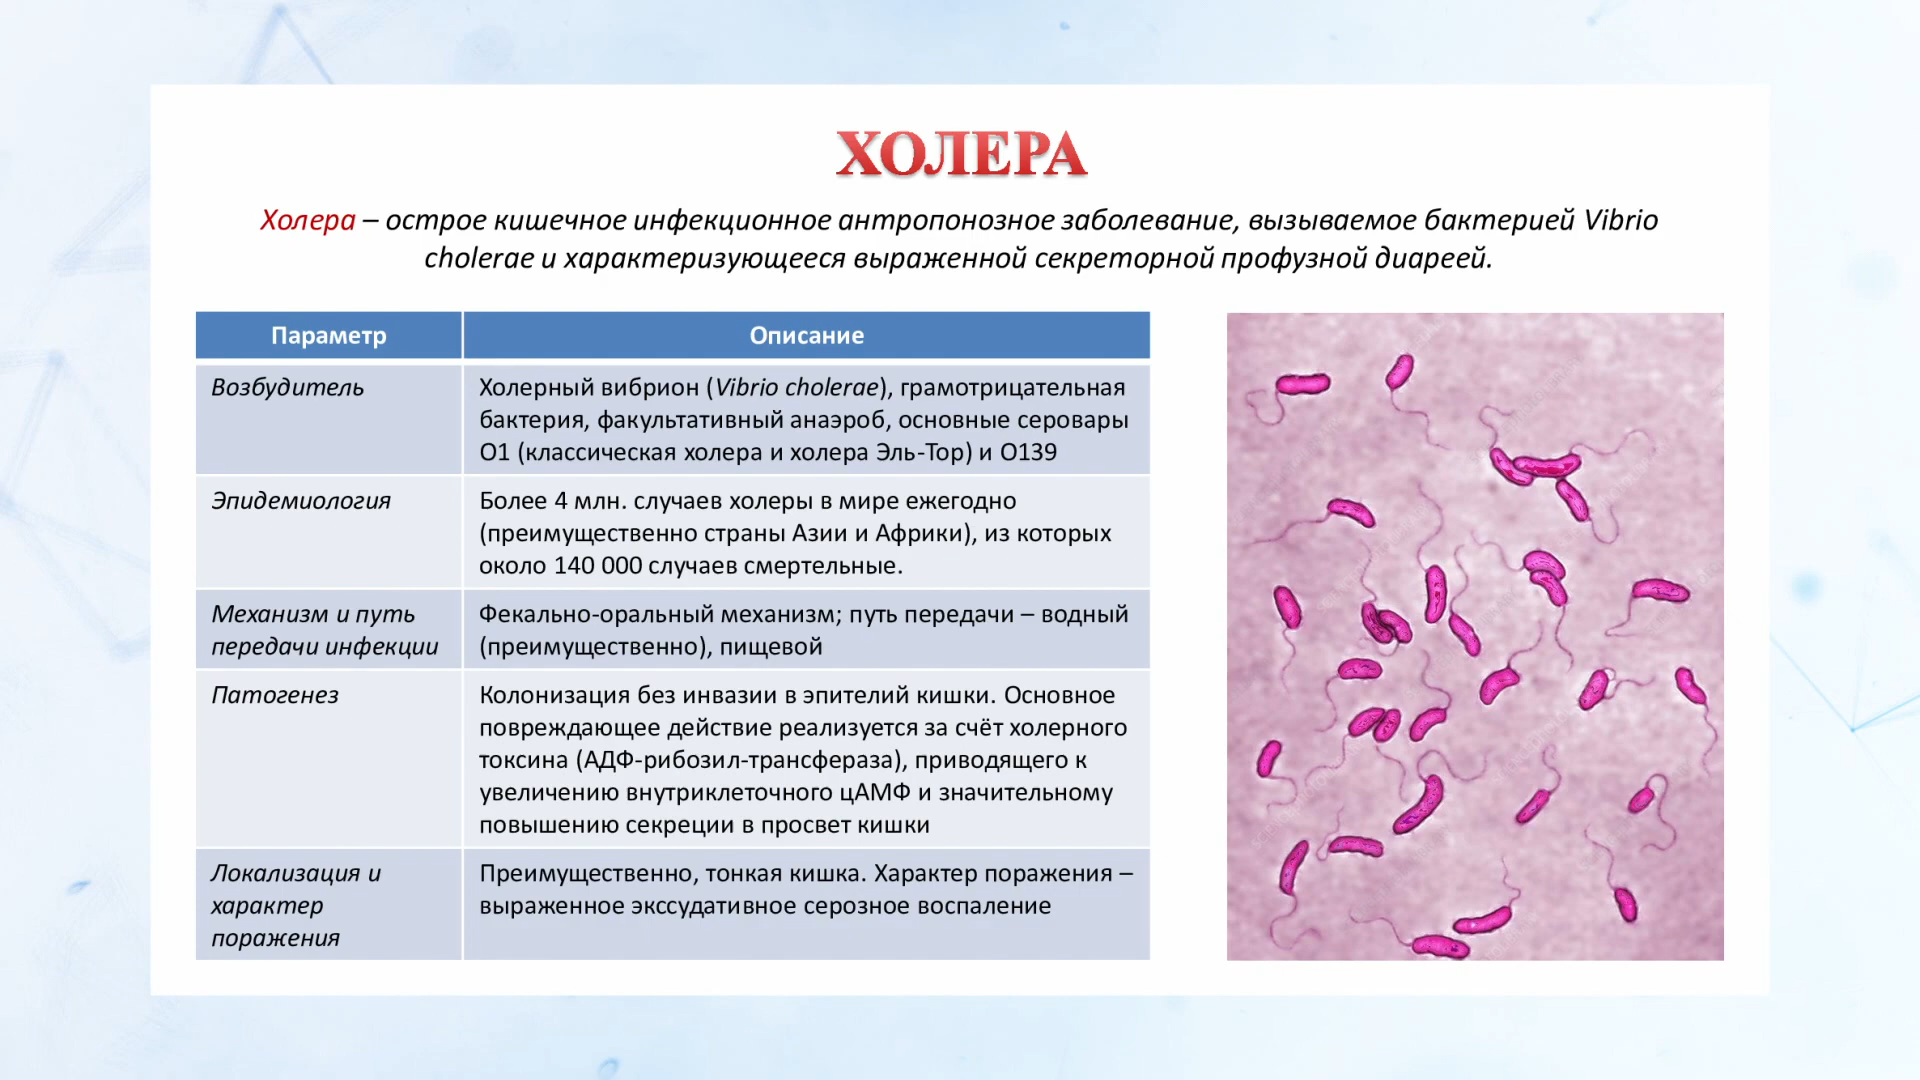 ХОЛЕРА
Холера – острое кишечное инфекционное антропонозное заболевание, вызываемое бактерией Vibrio
cholerae и характеризующееся выраженной секреторной профузной диареей.
Параметр
Описание
Возбудитель
Холерный вибрион (Vibrio cholerae), грамотрицательная
бактерия, факультативный анаэроб, основные серовары
О1 (классическая холера и холера Эль-Тор) и О139
Эпидемиология
Более 4 млн. случаев холеры в мире ежегодно
(преимущественно страны Азии и Африки), из которых
около 140 000 случаев смертельные.
Механизм и путь
передачи инфекции
Фекально-оральный механизм; путь передачи – водный
(преимущественно), пищевой
Патогенез
Колонизация без инвазии в эпителий кишки. Основное
повреждающее действие реализуется за счёт холерного
токсина (АДФ-рибозил-трансфераза), приводящего к
увеличению внутриклеточного цАМФ и значительному
повышению секреции в просвет кишки
Локализация и
характер
поражения
Преимущественно, тонкая кишка. Характер поражения –
выраженное экссудативное серозное воспаление